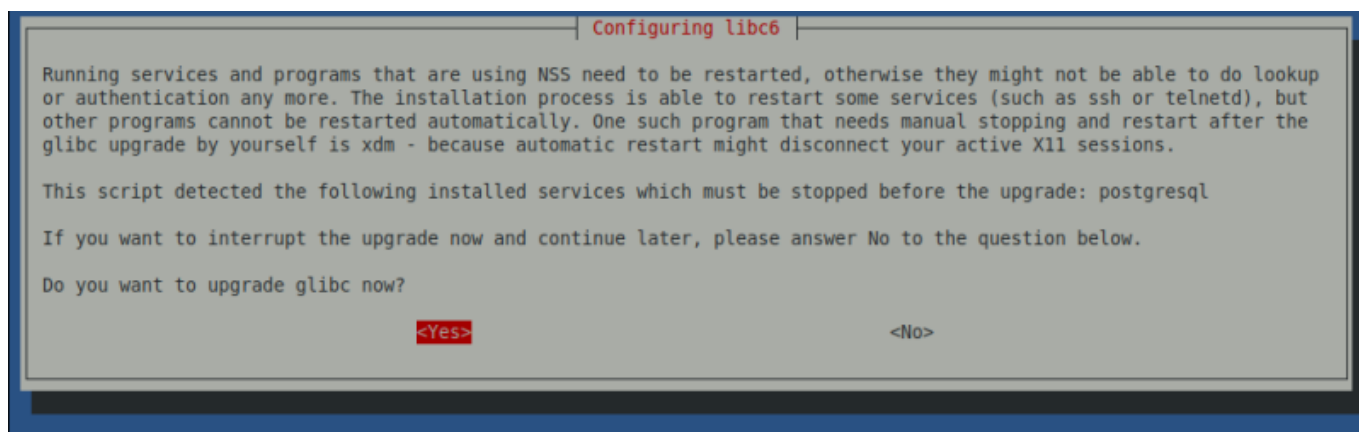 Configuring libc6
Running services and programs that are using NSS need to be restarted, otherwise they might not be able to do lookup
or authentication any more. The installation process is able to restart some services (such as ssh or telnetd), but
other programs cannot be restarted automatically. One such program that needs manual stopping and restart after the
glibc upgrade by yourself is xdm - because automatic restart might disconnect your active X11 sessions.
This script detected the following installed services which must be stopped before the upgrade: postgresql
If you want to interrupt the upgrade now and continue later, please answer No to the question below.
Do you want to upgrade glibc now?
<Yes> <No>